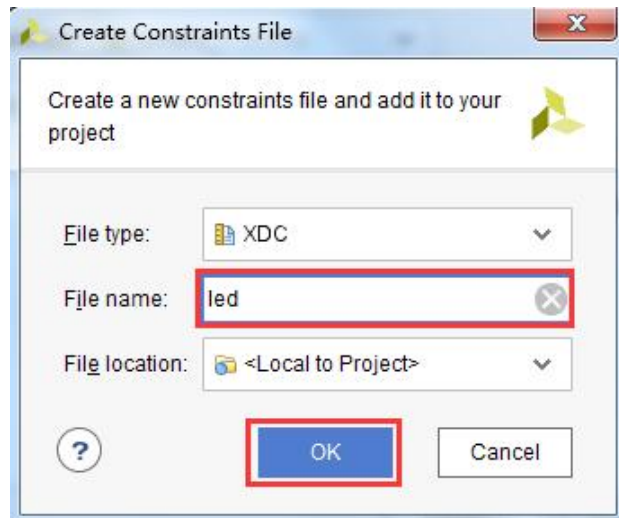 Create Constraints File
Create a new constraints file and add it to your
project
File type: XDC
File name: led
File location: <Local to Project>
? OK Cancel